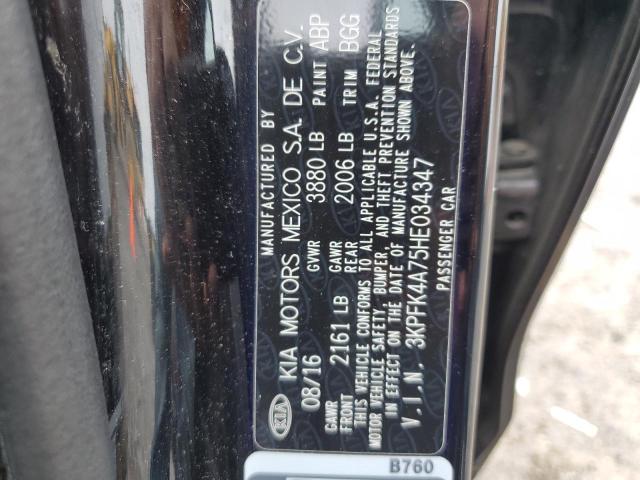 MANUFACTURED BY
KIA KIA MOTORS MEXICO S.A. DE C.V.
08/16 GVWR 3880 LB PAINT ABP
GAWR FRONT 2161 LB GAWR REAR 2006 LB TRIM BGG
THIS VEHICLE CONFORMS TO ALL APPLICABLE U.S.A. FEDERAL
MOTOR VEHICLE SAFETY, BUMPER, AND THEFT PREVENTION STANDARDS
IN EFFECT ON THE DATE OF MANUFACTURE SHOWN ABOVE.
V.I.N. 3KPFK4A75HE034347
PASSENGER CAR
B760